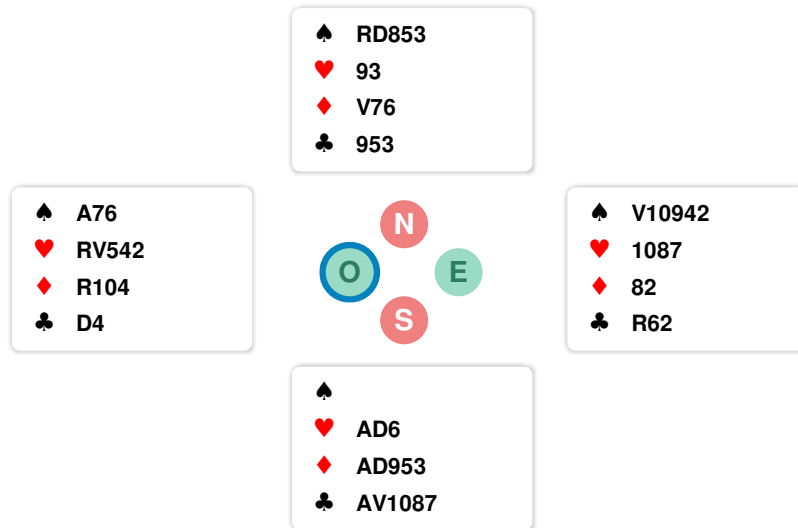 ♠ RD853
♥ 93
♦ V76
♣ 953
♠ A76
♥ RV542
♦ R104
♣ D4
N
O E
S
♠ V10942
♥ 1087
♦ 82
♣ R62
♠
♥ AD6
♦ AD953
♣ AV1087